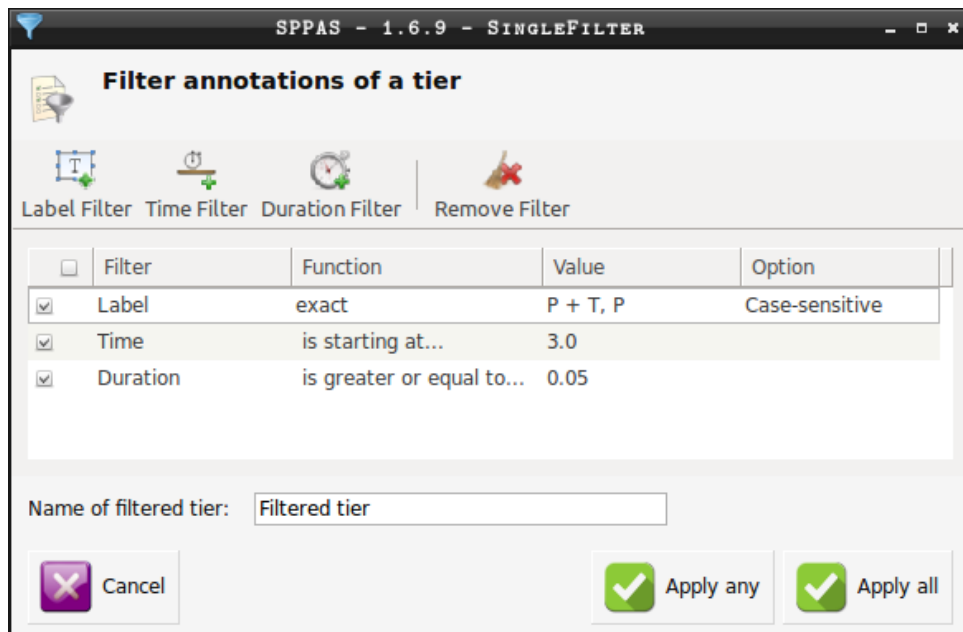 SPPAS - 1.6.9 - SINGLEFILTER
Filter annotations of a tier
T
Label Filter Time Filter Duration Filter Remove Filter
Filter Function Value Option
Label exact P + T, P Case-sensitive
Time is starting at... 3.0
Duration is greater or equal to... 0.05
Name of filtered tier: Filtered tier
Cancel Apply any Apply all